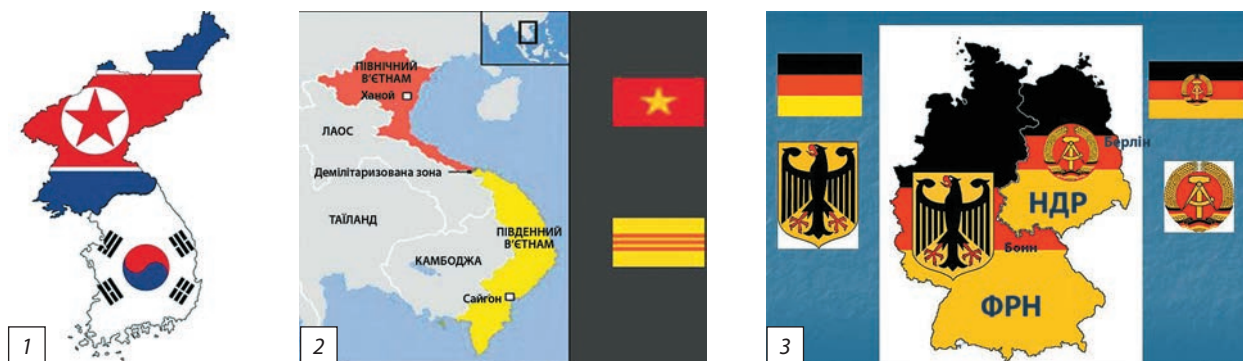 1
ПІВНІЧНИЙ
В'ЄТНАМ
Ханой
ЛАОС
Демілітаризована зона
ТАЇЛАНД
ПІВДЕННИЙ
В'ЄТНАМ
КАМБОДЖА
Сайгон
2
Берлін
НДР
Бонн
ФРН
3